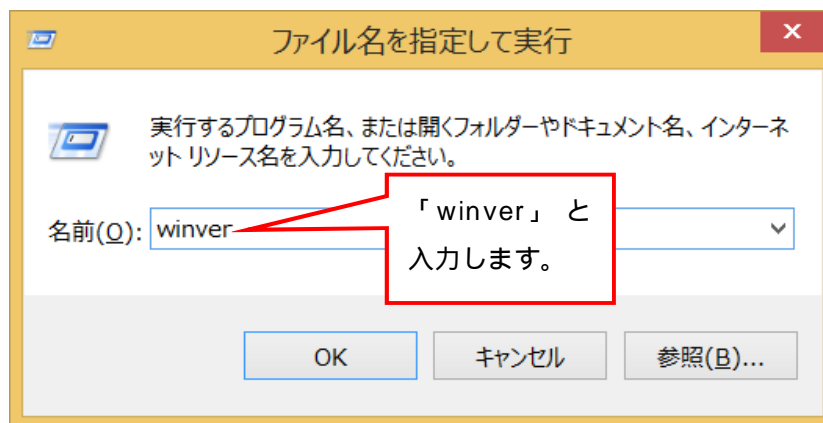 ファイル名を指定して実行
実行するプログラム名、または開くフォルダーやドキュメント名、インターネ
ット リソース名を入力してください。
名前(O): winver
「winver」 と
入力します。
OK キャンセル 参照(B)...